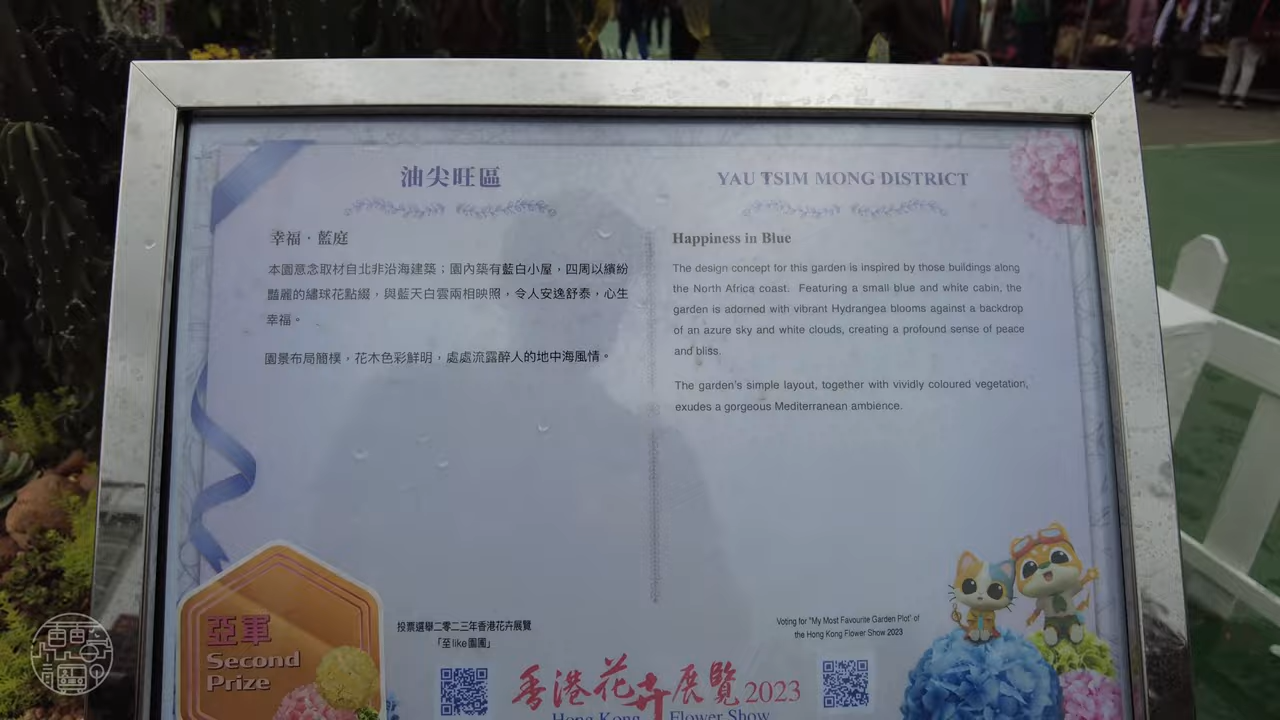 油尖旺區
幸福．藍庭
本園意念取材自北非沿海建築；園內築有藍白小屋，四周以繽紛
豔麗的繡球花點綴，與藍天白雲兩相映照，令人安逸舒泰，心生
幸福。
園景布局簡樸，花木色彩鮮明，處處流露醉人的地中海風情。
YAU TSIM MONG DISTRICT
Happiness in Blue
The design concept for this garden is inspired by those buildings along
the North Africa coast. Featuring a small blue and white cabin, the
garden is adorned with vibrant Hydrangea blooms against a backdrop
of an azure sky and white clouds, creating a profound sense of peace
and bliss.
The garden's simple layout, together with vividly coloured vegetation,
exudes a gorgeous Mediterranean ambience.
亞軍
Second
Prize
投票選舉二零二三年香港花卉展覽
「至like園圃」
Voting for "My Most Favourite Garden Plot" of
the Hong Kong Flower Show 2023
香港花卉展覽2023
Hong Kong Flower Show